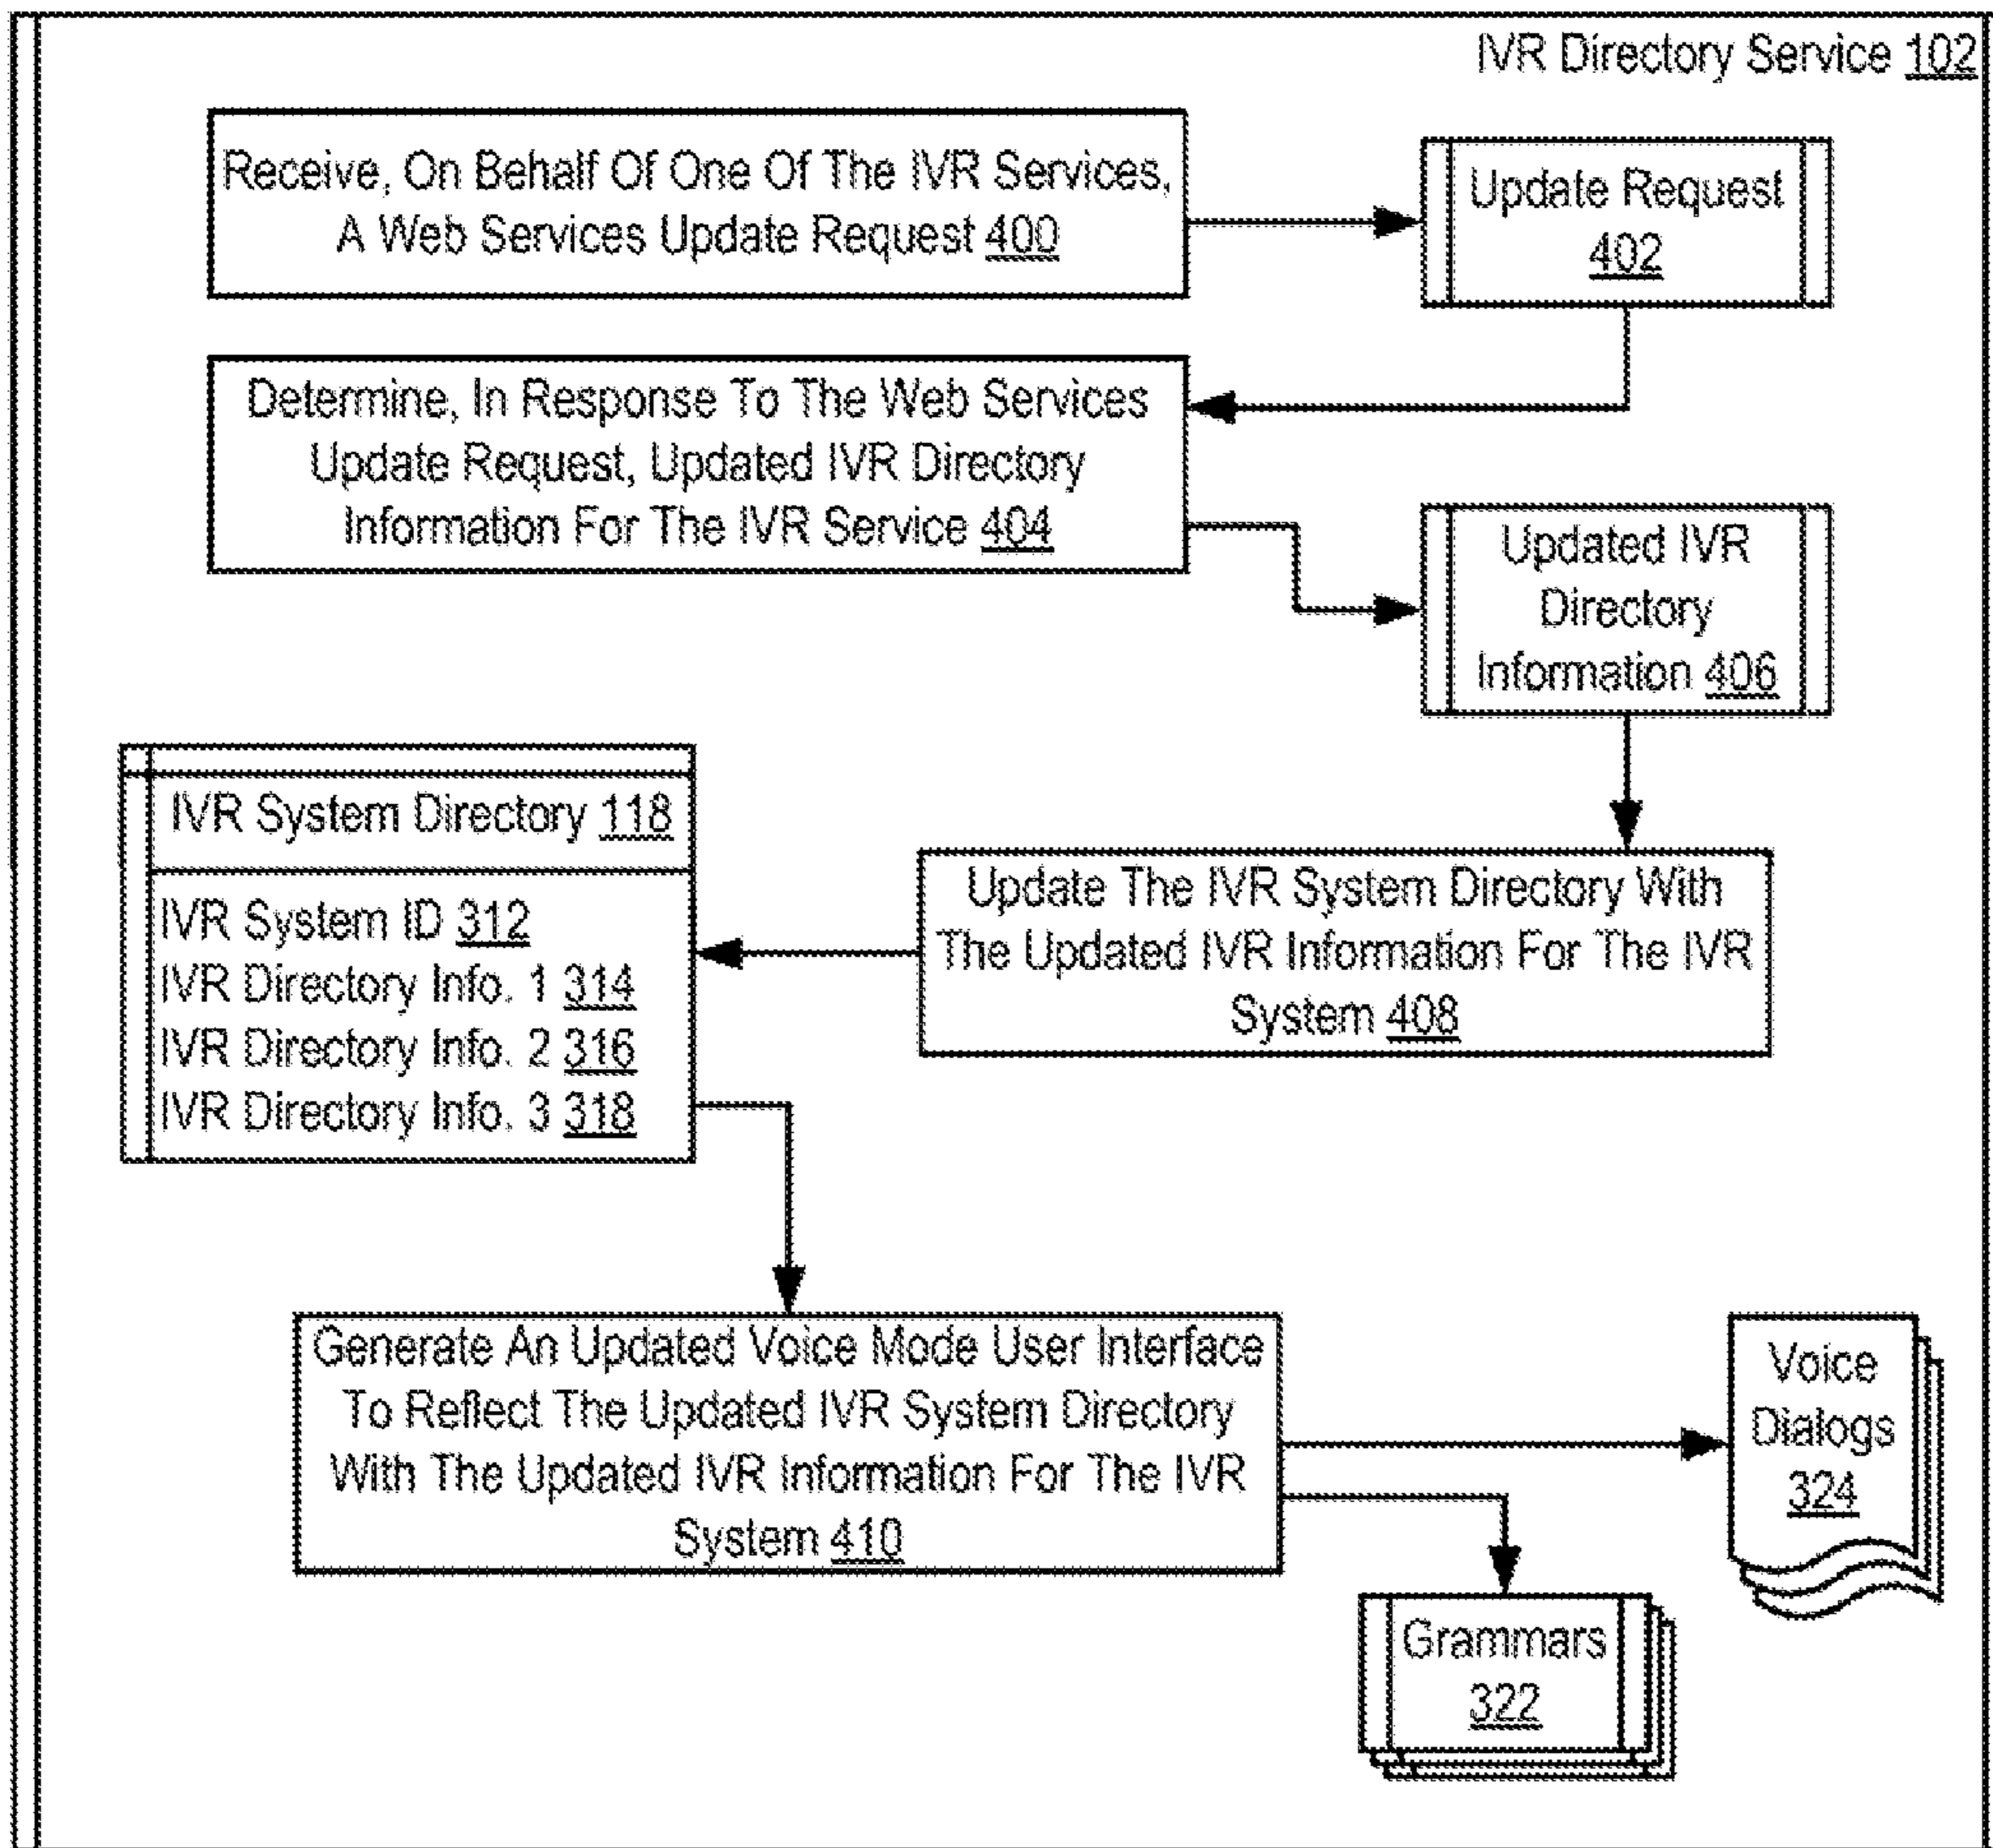 IVR Directory Service 102
Receive, On Behalf Of One Of The IVR Services,
A Web Services Update Request 400
Update Request
402
Determine, In Response To The Web Services
Update Request, Updated IVR Directory
Information For The IVR Service 404
Updated IVR
Directory
Information 406
IVR System Directory 118
IVR System ID 312
IVR Directory Info. 1 314
IVR Directory Info. 2 316
IVR Directory Info. 3 318
Update The IVR System Directory With
The Updated IVR Information For The IVR
System 408
Generate An Updated Voice Mode User Interface
To Reflect The Updated IVR System Directory
With The Updated IVR Information For The IVR
System 410
Voice
Dialogs
324
Grammars
322